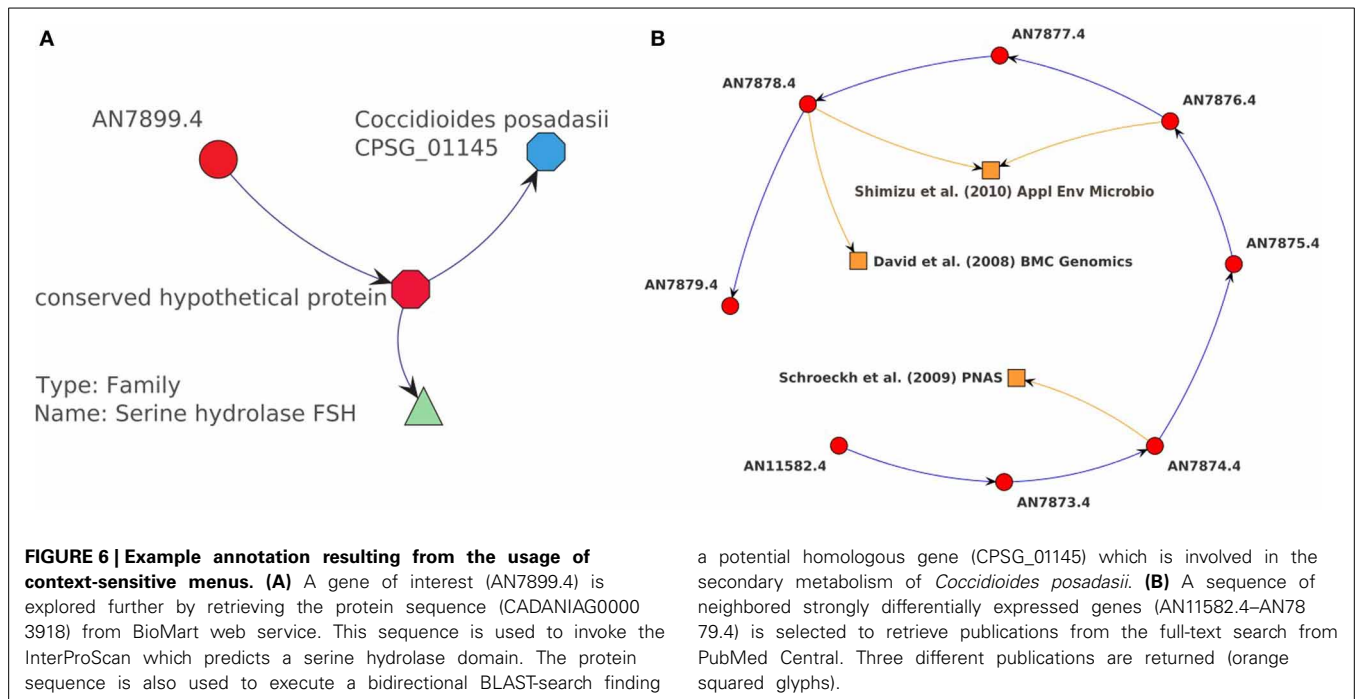 A
AN7899.4
Coccidioides posadasii
CPSG_01145
conserved hypothetical protein
Type: Family
Name: Serine hydrolase FSH
B
AN7877.4
AN7878.4
AN7876.4
Shimizu et al. (2010) Appl Env Microbio
AN7875.4
David et al. (2008) BMC Genomics
AN7879.4
Schroeckh et al. (2009) PNAS
AN11582.4
AN7874.4
AN7873.4
FIGURE 6 | Example annotation resulting from the usage of
context-sensitive menus. (A) A gene of interest (AN7899.4) is
explored further by retrieving the protein sequence (CADANIAG0000
3918) from BioMart web service. This sequence is used to invoke the
InterProScan which predicts a serine hydrolase domain. The protein
sequence is also used to execute a bidirectional BLAST-search finding
a potential homologous gene (CPSG_01145) which is involved in the
secondary metabolism of Coccidioides posadasii. (B) A sequence of
neighbored strongly differentially expressed genes (AN11582.4–AN78
79.4) is selected to retrieve publications from the full-text search from
PubMed Central. Three different publications are returned (orange
squared glyphs).